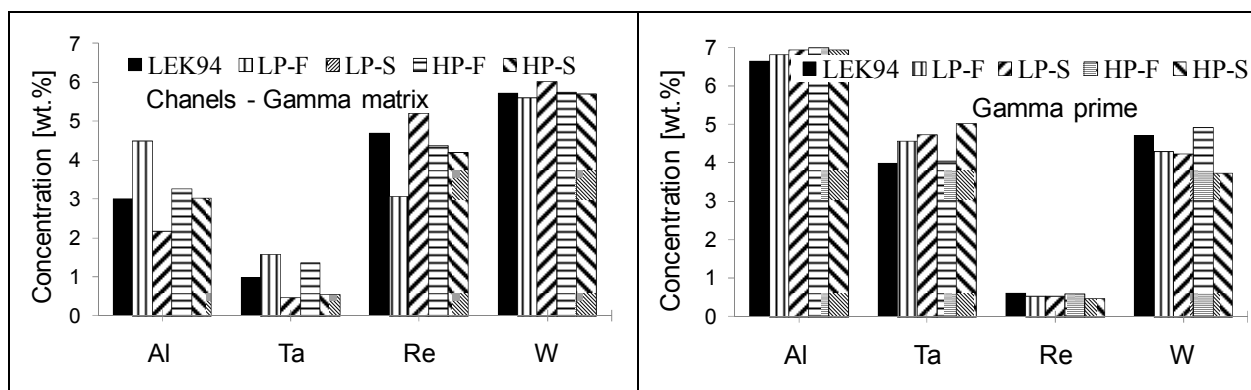 Concentration [wt.%]
7
6
5
4
3
2
1
0
LEK94 LP-F LP-S HP-F HP-S
Chanels - Gamma matrix
Al Ta Re W
Concentration [wt.%]
7
6
5
4
3
2
1
0
LEK94 LP-F LP-S HP-F HP-S
Gamma prime
Al Ta Re W